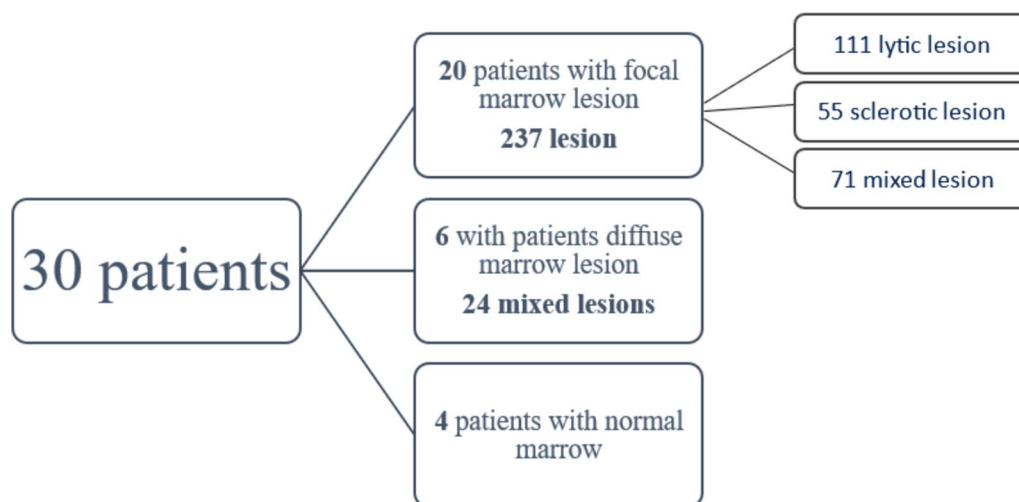 30 patients
20 patients with focal
marrow lesion
237 lesion
111 lytic lesion
55 sclerotic lesion
71 mixed lesion
6 with patients diffuse
marrow lesion
24 mixed lesions
4 patients with normal
marrow